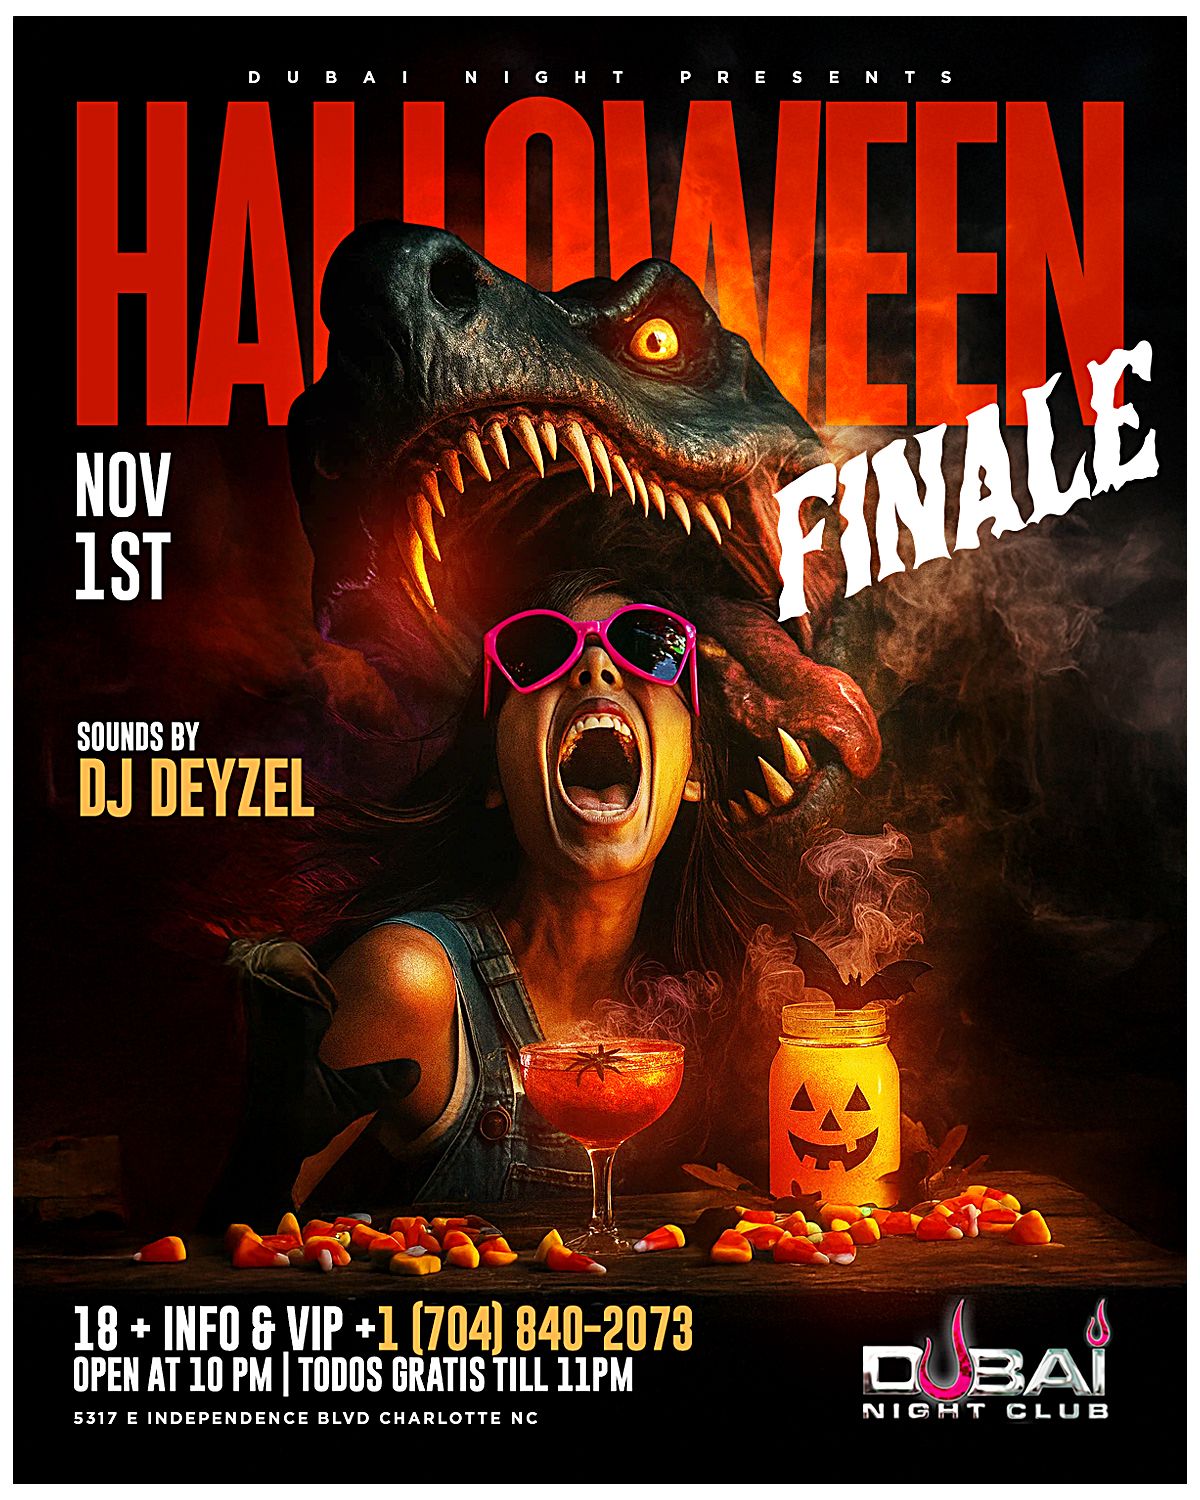 DUBAI NIGHT PRESENTS
HALLOWEEN
FINALE
NOV
1ST
SOUNDS BY
DJ DEYZEL
18 + INFO & VIP +1 (704) 840-2073
OPEN AT 10 PM | TODOS GRATIS TILL 11PM
5317 E INDEPENDENCE BLVD CHARLOTTE NC
DUBAI
NIGHT CLUB